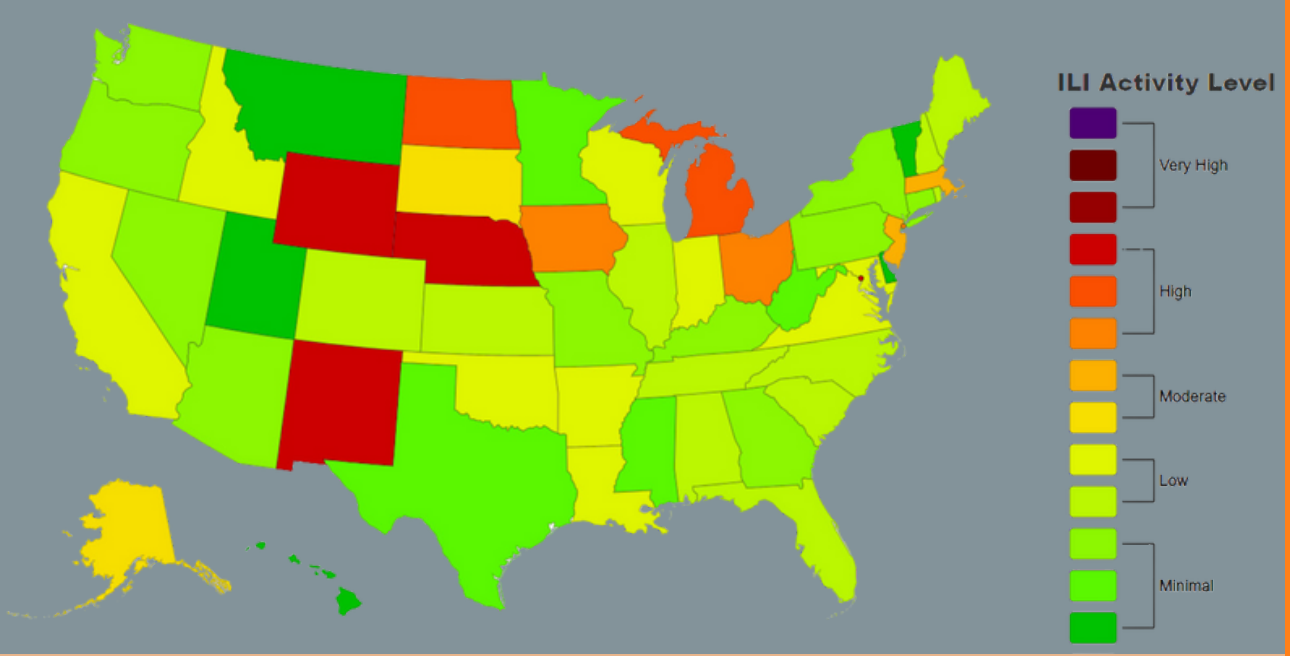 ILI Activity Level
Very High
High
Moderate
Low
Minimal